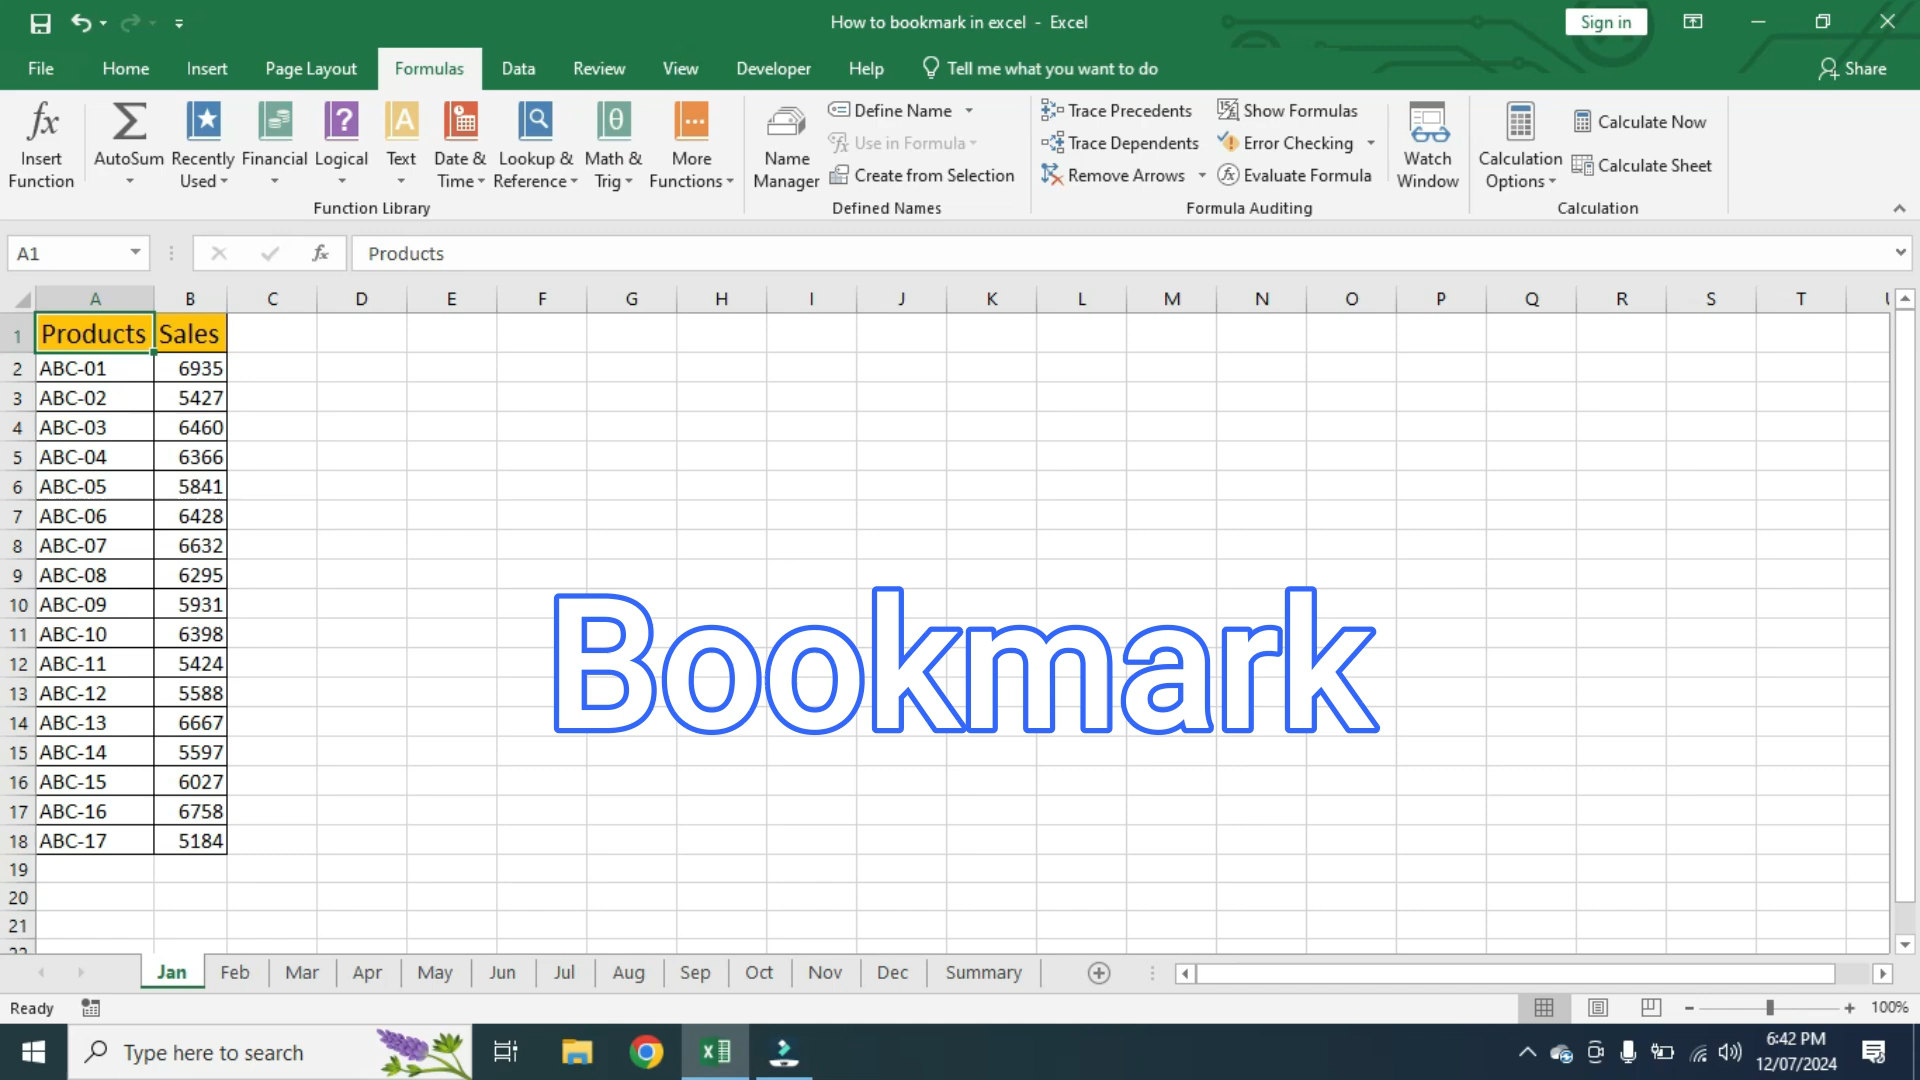 How to bookmark in excel - Excel
Sign in
File Home Insert Page Layout Formulas Data Review View Developer Help Tell me what you want to do Share
Insert Function
AutoSum
Recently Used
Financial
Logical
Text
Date & Time
Lookup & Reference
Math & Trig
More Functions
Function Library
Name Manager
Define Name
Use in Formula
Create from Selection
Defined Names
Trace Precedents
Trace Dependents
Remove Arrows
Show Formulas
Error Checking
Evaluate Formula
Formula Auditing
Watch Window
Calculation Options
Calculate Now
Calculate Sheet
Calculation
A1 fx Products
A B C D E F G H I J K L M N O P Q R S T
1 Products Sales
2 ABC-01 6935
3 ABC-02 5427
4 ABC-03 6460
5 ABC-04 6366
6 ABC-05 5841
7 ABC-06 6428
8 ABC-07 6632
9 ABC-08 6295
10 ABC-09 5931
11 ABC-10 6398
12 ABC-11 5424
13 ABC-12 5588
14 ABC-13 6667
15 ABC-14 5597
16 ABC-15 6027
17 ABC-16 6758
18 ABC-17 5184
19
20
21
Bookmark
Jan Feb Mar Apr May Jun Jul Aug Sep Oct Nov Dec Summary
Ready
100%
Type here to search
6:42 PM
12/07/2024